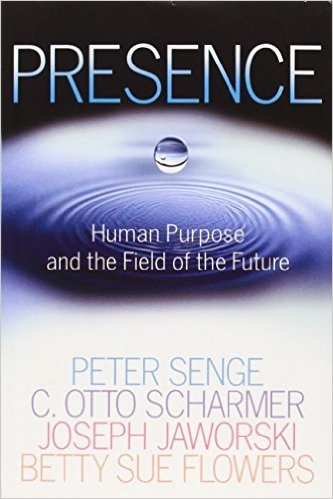 PRESENCE
Human Purpose
and the Field of the Future
PETER SENGE
C. OTTO SCHARMER
JOSEPH JAWORSKI
BETTY SUE FLOWERS